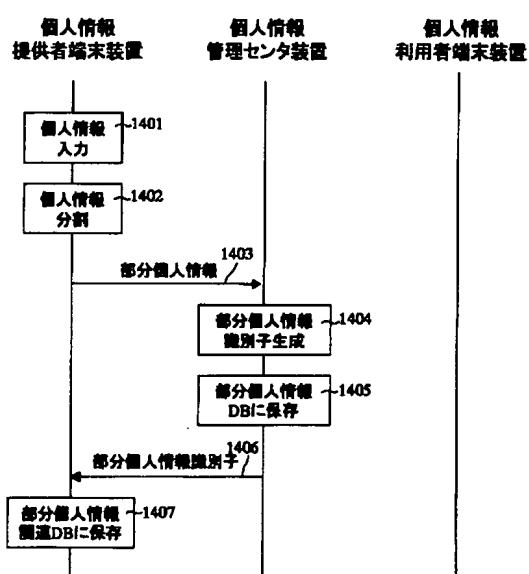 個人情報
提供者端末装置
個人情報
管理センタ装置
個人情報
利用者端末装置
個人情報
入力
1401
個人情報
分割
1402
部分個人情報
1403
部分個人情報
識別子生成
1404
部分個人情報
DBに保存
1405
部分個人情報識別子
1406
部分個人情報
関連DBに保存
1407